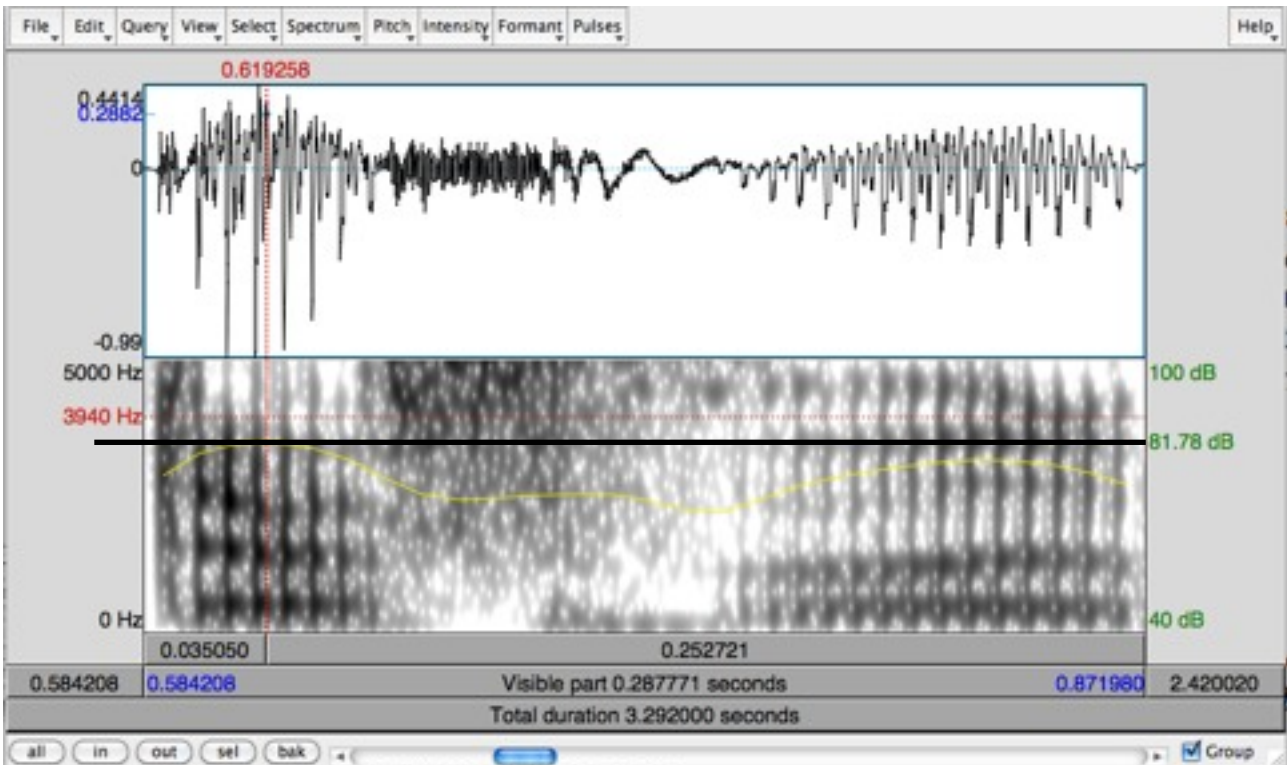 File Edit Query View Select Spectrum Pitch Intensity Formant Pulses Help
0.619258
0.4414
0.2882
0
-0.99
5000 Hz 100 dB
3940 Hz
81.78 dB
0 Hz 40 dB
0.035050 0.252721
0.584208 0.584208 Visible part 0.287771 seconds 0.871980 2.420020
Total duration 3.292000 seconds
all in out sel bak Group